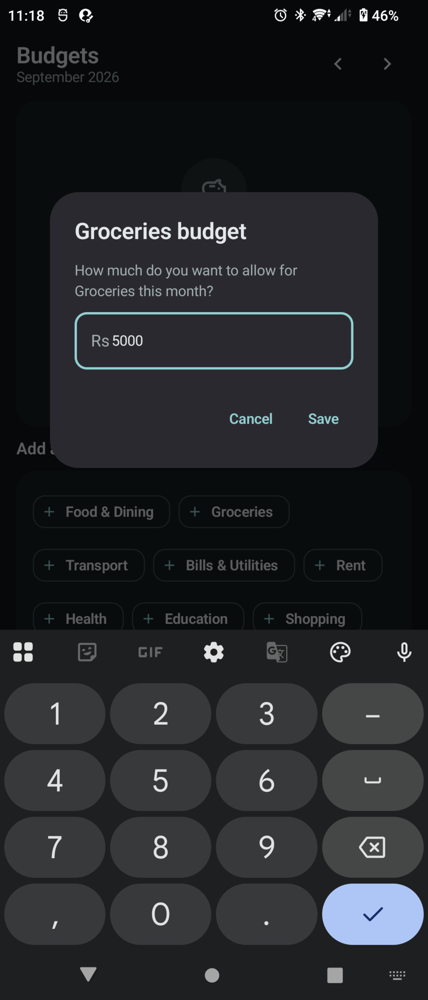 11:18
46%
Budgets
September 2026
Groceries budget
How much do you want to allow for
Groceries this month?
Rs 5000
Cancel Save
Add
+ Food & Dining + Groceries
+ Transport + Bills & Utilities + Rent
+ Health + Education + Shopping
GIF
1 2 3 –
4 5 6
7 8 9
, 0 .